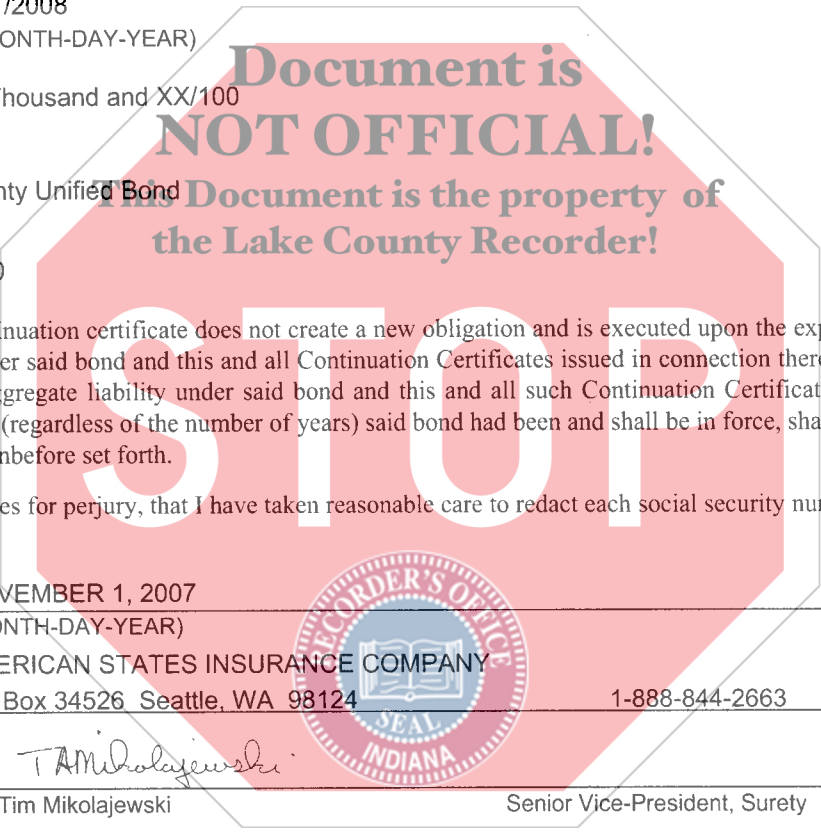 /2008
ONTH-DAY-YEAR)
Document is
Thousand and XX/100
NOT OFFICIAL!
nty Unified Bond
This Document is the property of
the Lake County Recorder!
inuation certificate does not create a new obligation and is executed upon the exp
er said bond and this and all Continuation Certificates issued in connection there
gregate liability under said bond and this and all such Continuation Certificat
(regardless of the number of years) said bond had been and shall be in force, sha
nbefore set forth.
STOP
es for perjury, that I have taken reasonable care to redact each social security nu
VEMBER 1, 2007
ONTH-DAY-YEAR)
ERICAN STATES INSURANCE COMPANY
Box 34526 Seattle, WA 98124 1-888-844-2663
RECORDER'S OFFICE
SEAL
INDIANA
TAMikolajewski
Tim Mikolajewski Senior Vice-President, Surety